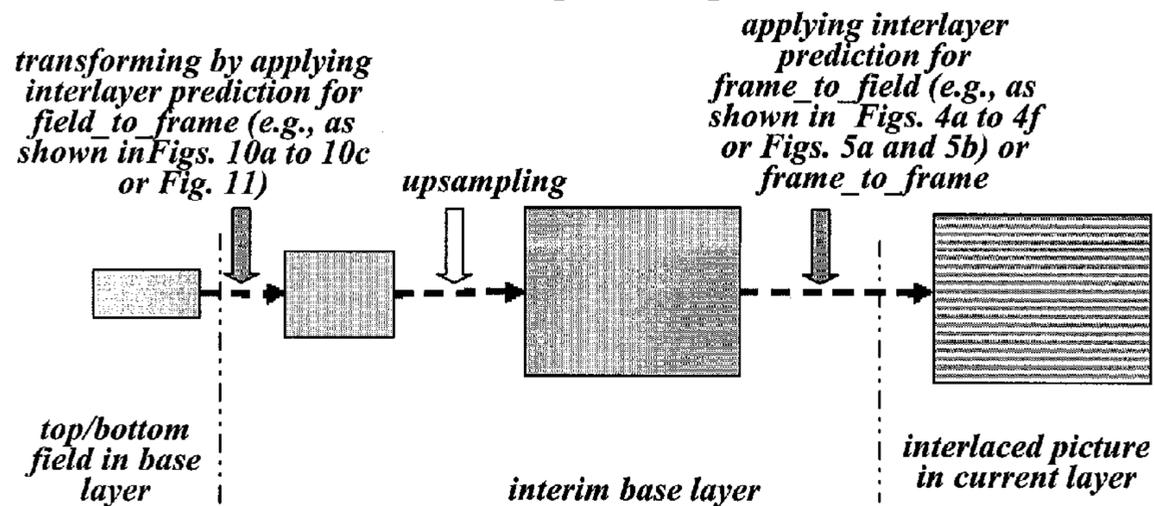 transforming by applying
interlayer prediction for
field_to_frame (e.g., as
shown inFigs. 10a to 10c
or Fig. 11)
upsampling
applying interlayer
prediction for
frame_to_field (e.g., as
shown in Figs. 4a to 4f
or Figs. 5a and 5b) or
frame_to_frame
top/bottom
field in base
layer
interim base layer
interlaced picture
in current layer